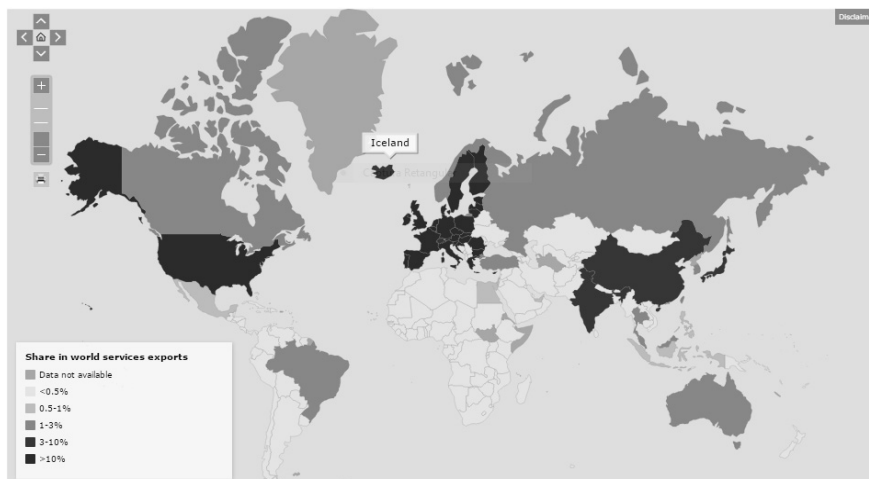 Disclaim
Iceland
Share in world services exports
Data not available
<0.5%
0.5-1%
1-3%
3-10%
>10%